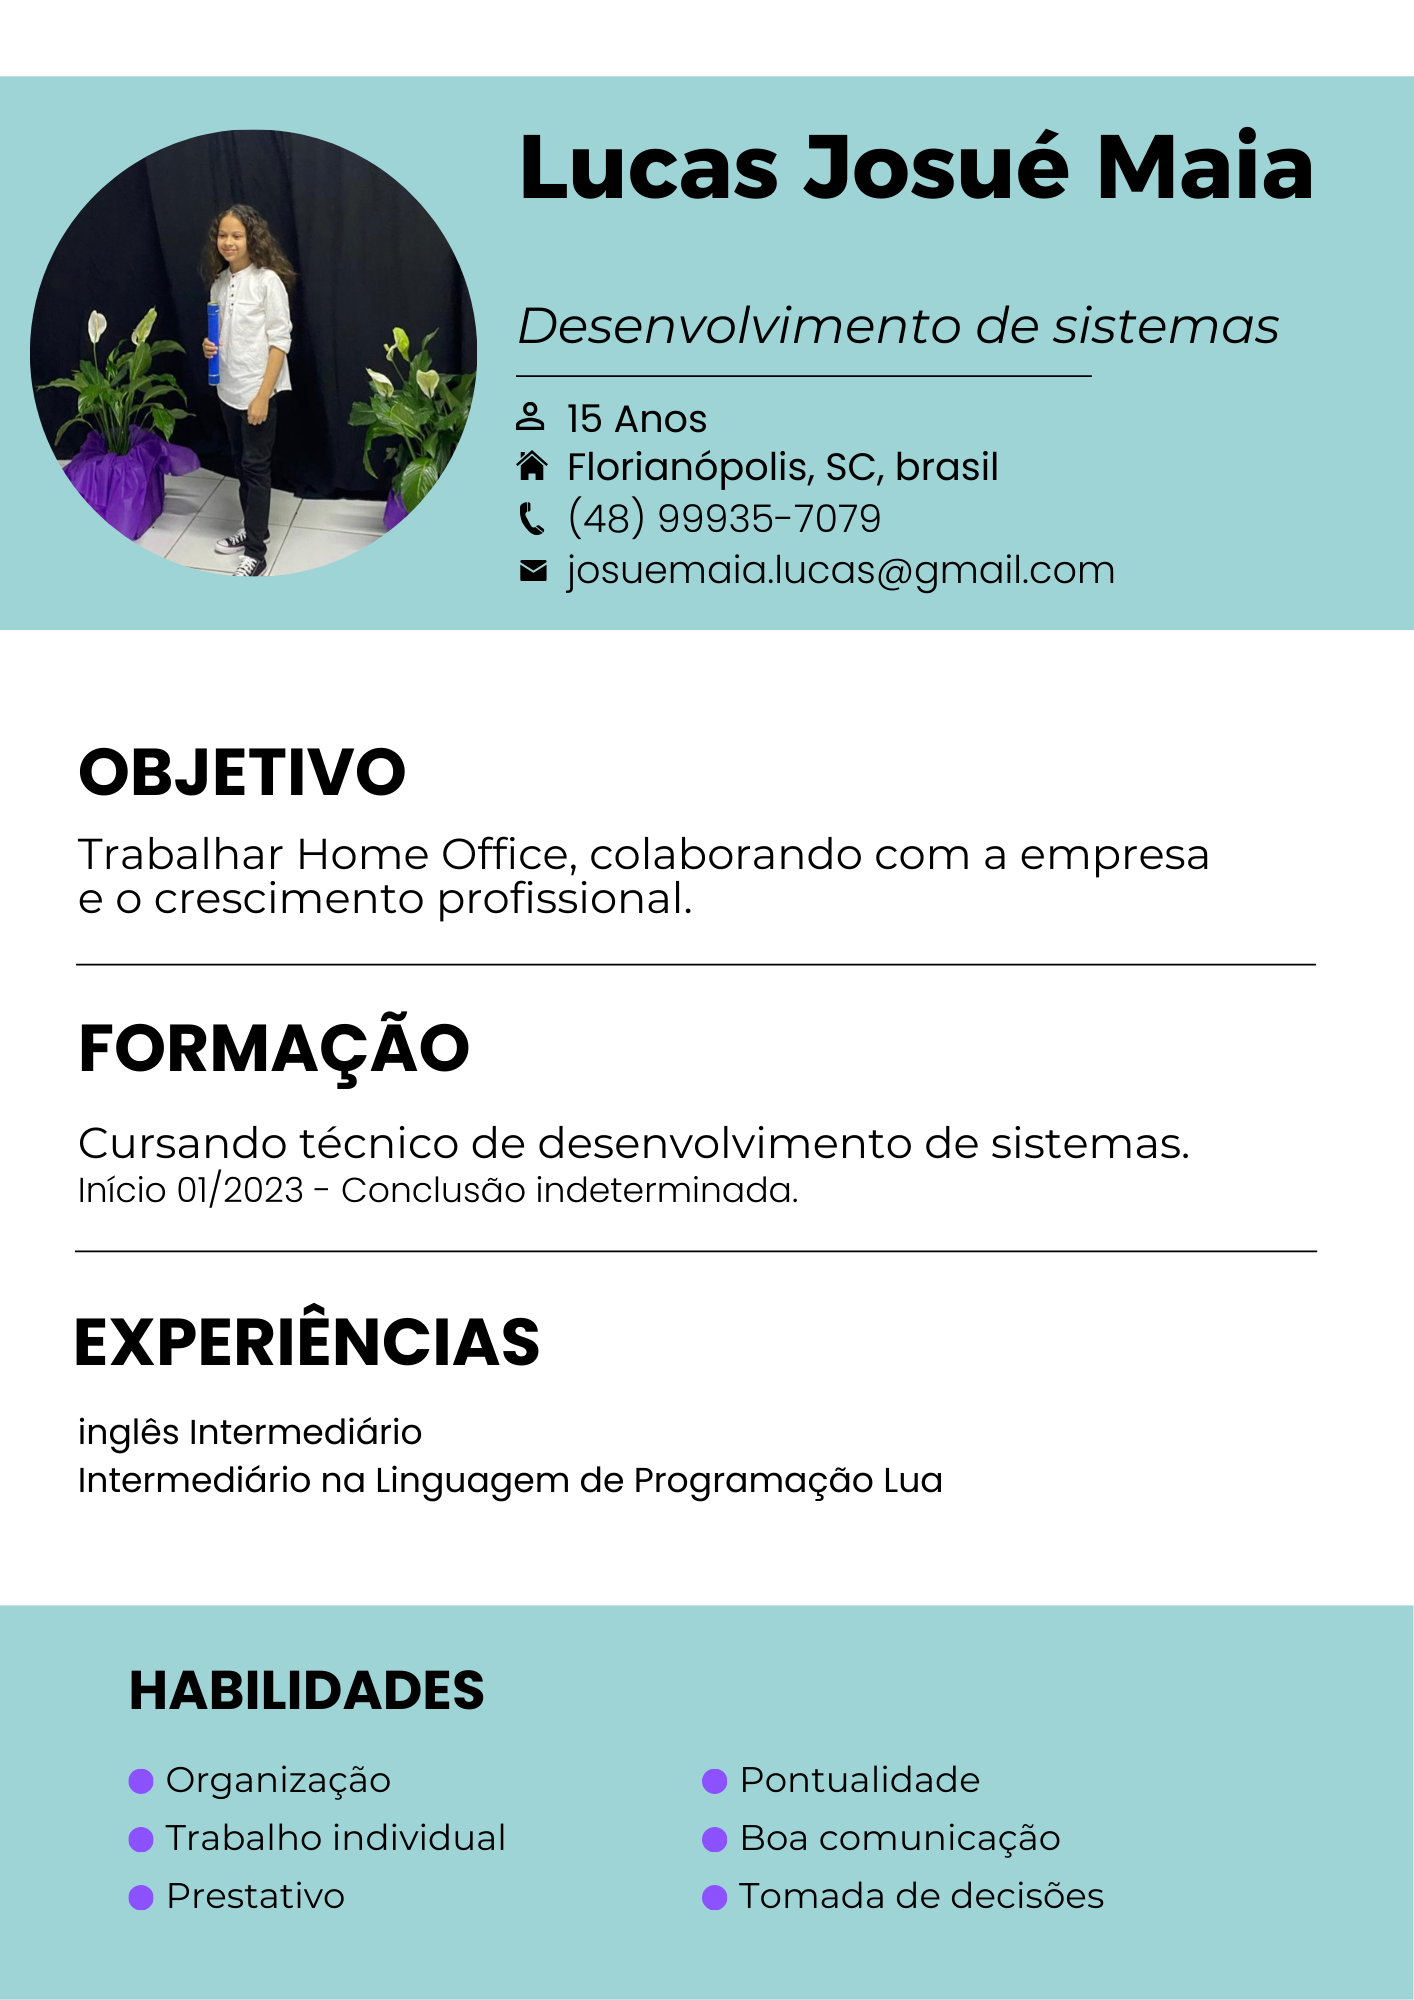 Lucas Josué Maia
Desenvolvimento de sistemas
15 Anos
Florianópolis, SC, brasil
(48) 99935-7079
josuemaia.lucas@gmail.com
OBJETIVO
Trabalhar Home Office, colaborando com a empresa
e o crescimento profissional.
FORMAÇÃO
Cursando técnico de desenvolvimento de sistemas.
Início 01/2023 - Conclusão indeterminada.
EXPERIÊNCIAS
inglês Intermediário
Intermediário na Linguagem de Programação Lua
HABILIDADES
Organização
Trabalho individual
Prestativo
Pontualidade
Boa comunicação
Tomada de decisões